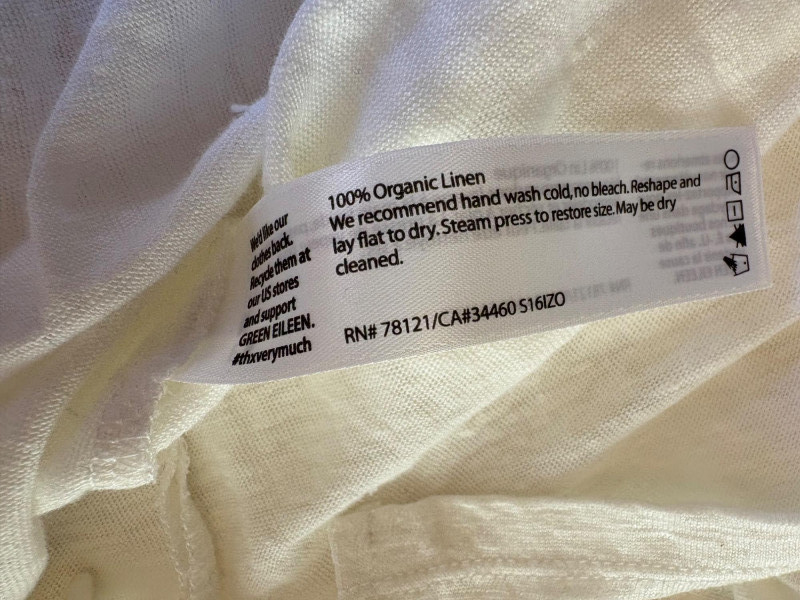 We'd like our
clothes back.
Recycle them at
our US stores
and support
GREEN EILEEN.
#thxverymuch
100% Organic Linen
We recommend hand wash cold, no bleach. Reshape and
lay flat to dry. Steam press to restore size. May be dry
cleaned.
RN# 78121/CA#34460 S16IZO